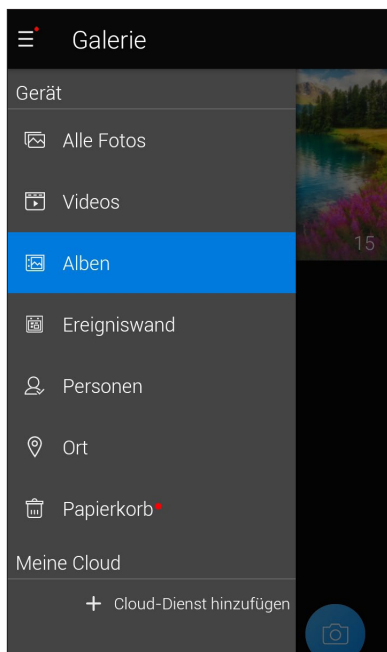 Galerie
Gerät
Alle Fotos
Videos
Alben
15
Ereigniswand
Personen
Ort
Papierkorb
Meine Cloud
+ Cloud-Dienst hinzufügen